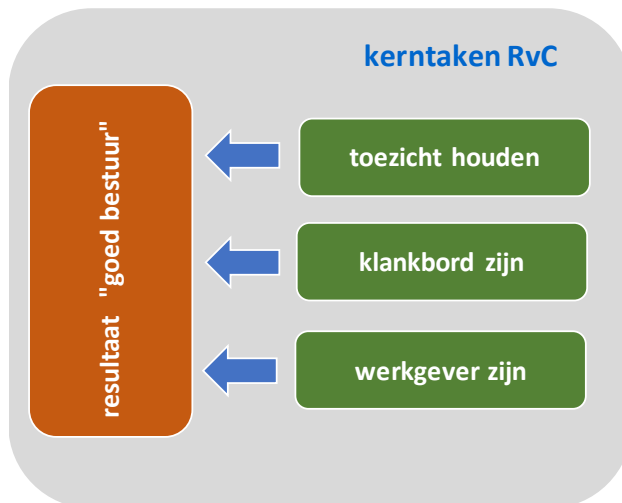 kerntaken RvC
resultaat "goed bestuur"
toezicht houden
klankbord zijn
werkgever zijn